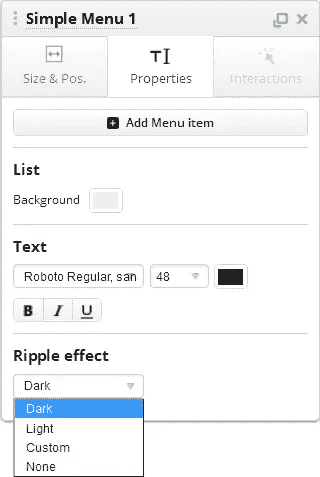 Simple Menu 1
Size & Pos.
Properties
Interactions
Add Menu item
List
Background
Text
Roboto Regular, san
48
B I U
Ripple effect
Dark
Dark
Light
Custom
None